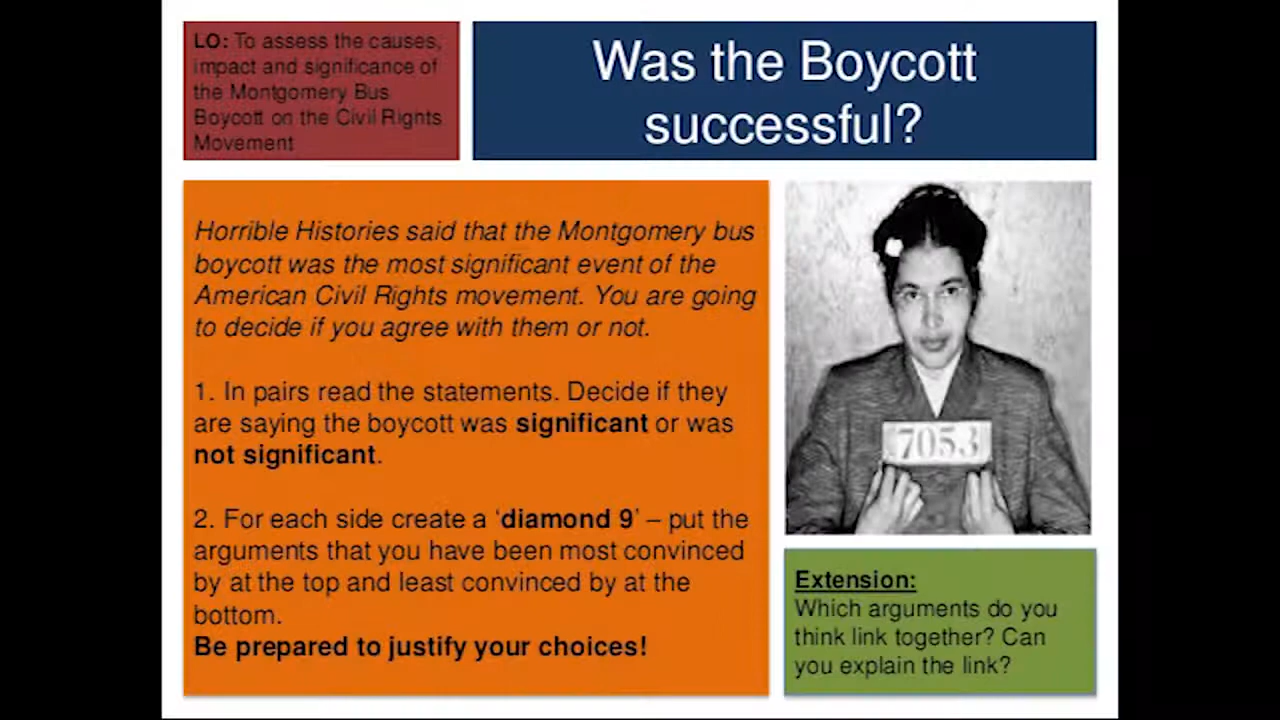 LO: To assess the causes,
impact and significance of
the Montgomery Bus
Boycott on the Civil Rights
Movement
Was the Boycott
successful?
Horrible Histories said that the Montgomery bus
boycott was the most significant event of the
American Civil Rights movement. You are going
to decide if you agree with them or not.
1. In pairs read the statements. Decide if they
are saying the boycott was significant or was
not significant.
2. For each side create a ‘diamond 9’ – put the
arguments that you have been most convinced
by at the top and least convinced by at the
bottom.
Be prepared to justify your choices!
7053
Extension:
Which arguments do you
think link together? Can
you explain the link?